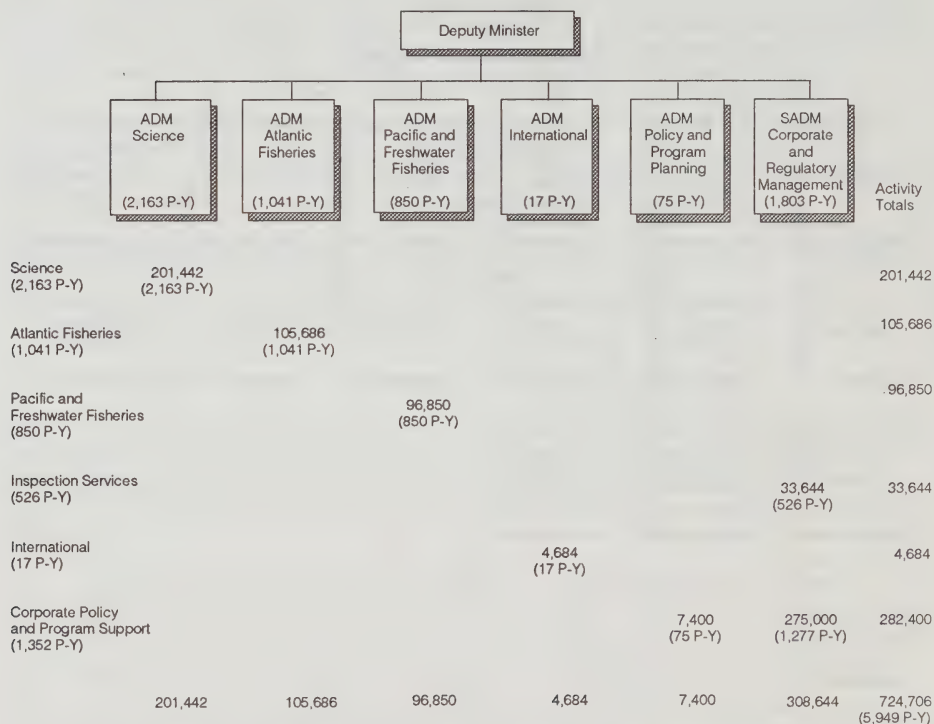 Deputy Minister
ADM
Science
(2,163 P-Y)
ADM
Atlantic
Fisheries
(1,041 P-Y)
ADM
Pacific and
Freshwater
Fisheries
(850 P-Y)
ADM
International
(17 P-Y)
ADM
Policy and
Program
Planning
(75 P-Y)
SADM
Corporate
and
Regulatory
Management
(1,803 P-Y)
Activity
Totals
Science
(2,163 P-Y)
201,442
(2,163 P-Y)
201,442
Atlantic Fisheries
(1,041 P-Y)
105,686
(1,041 P-Y)
105,686
Pacific and
Freshwater Fisheries
(850 P-Y)
96,850
(850 P-Y)
96,850
Inspection Services
(526 P-Y)
33,644
(526 P-Y)
33,644
International
(17 P-Y)
4,684
(17 P-Y)
4,684
Corporate Policy
and Program Support
(1,352 P-Y)
7,400
(75 P-Y)
275,000
(1,277 P-Y)
282,400
201,442 105,686 96,850 4,684 7,400 308,644 724,706
(5,949 P-Y)